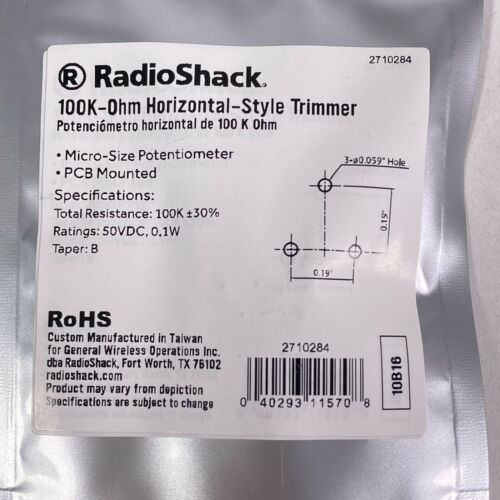 2710284
® RadioShack®
100K-Ohm Horizontal-Style Trimmer
Potenciómetro horizontal de 100 K Ohm
• Micro-Size Potentiometer
• PCB Mounted
Specifications:
Total Resistance: 100K ±30%
Ratings: 50VDC, 0.1W
Taper: B
3-ø0.059" Hole
0.19"
0.19"
RoHS
Custom Manufactured in Taiwan
for General Wireless Operations Inc.
dba RadioShack, Fort Worth, TX 76102
radioshack.com
Product may vary from depiction
Specifications are subject to change
2710284
0 40293 11570 8
10B16